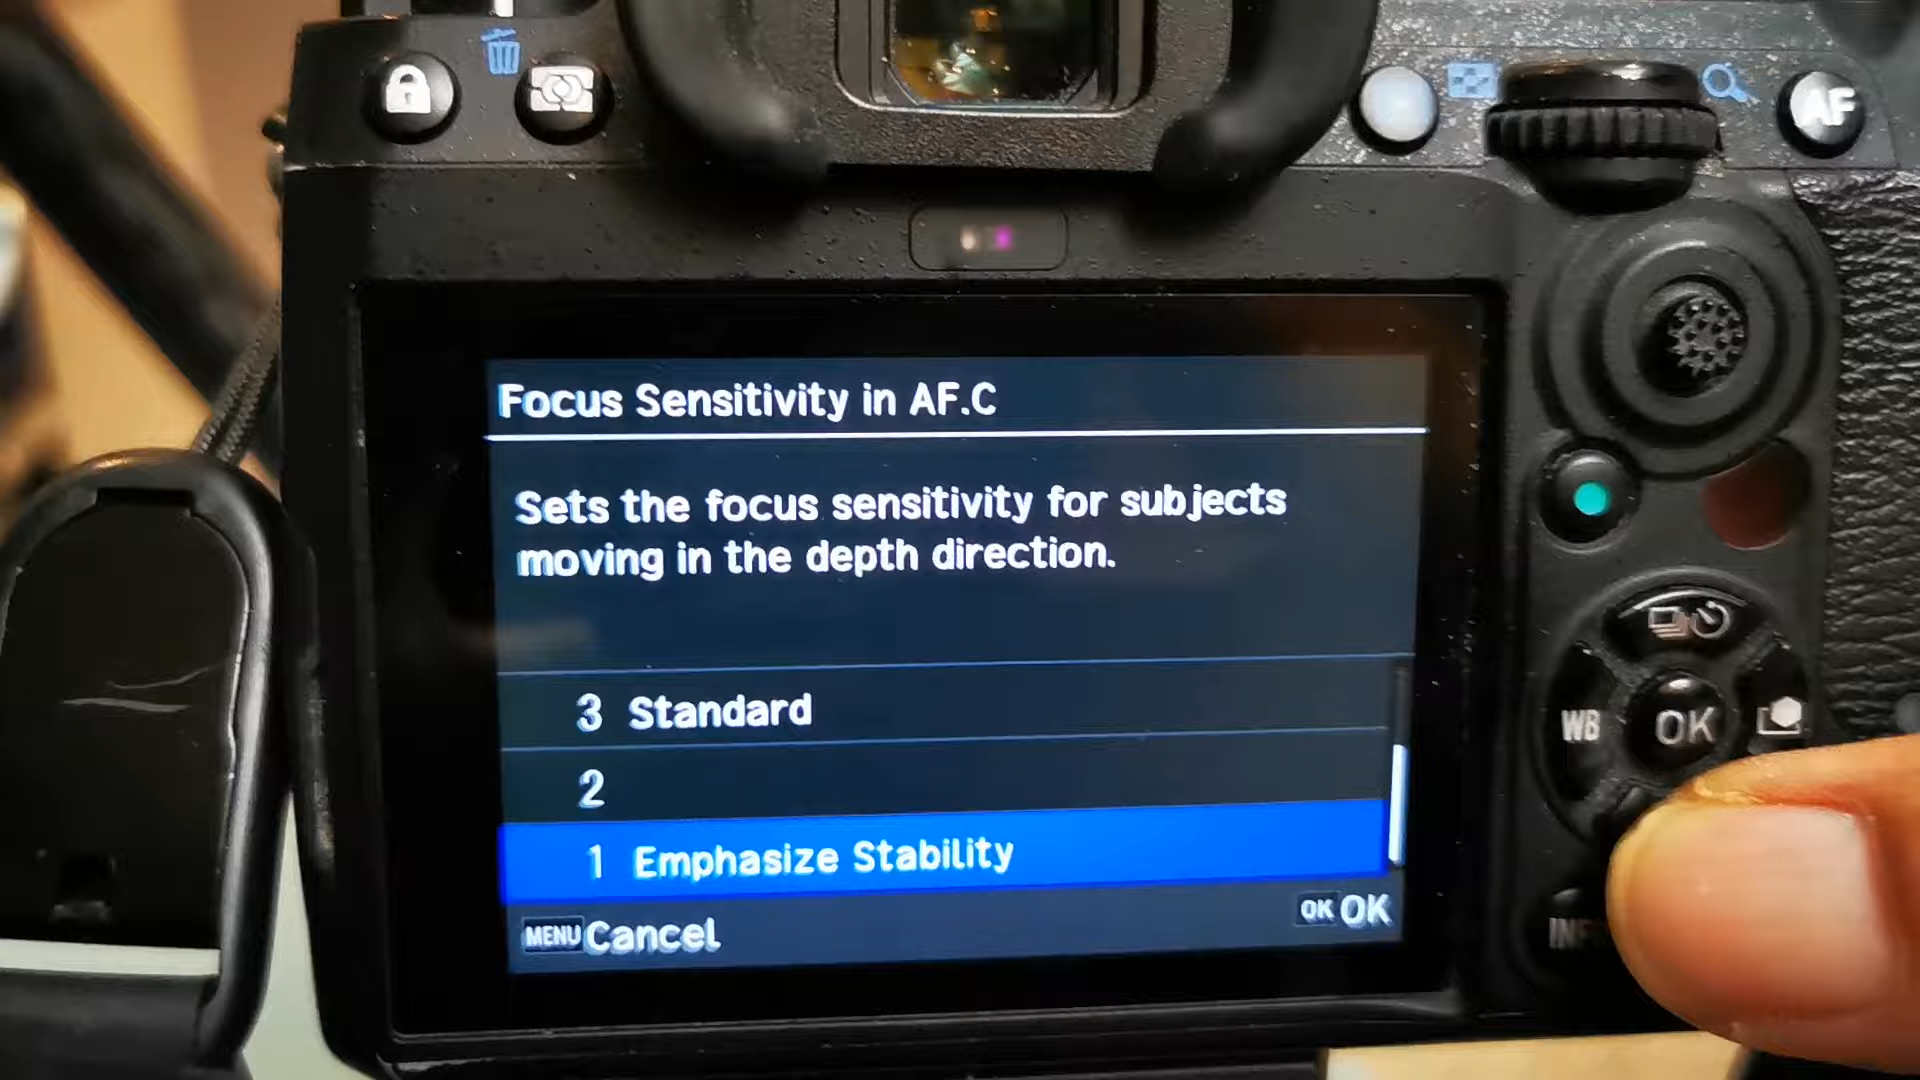 AF
Focus Sensitivity in AF.C
Sets the focus sensitivity for subjects
moving in the depth direction.
3 Standard
2
1 Emphasize Stability
MENU Cancel
OK OK
WB
OK